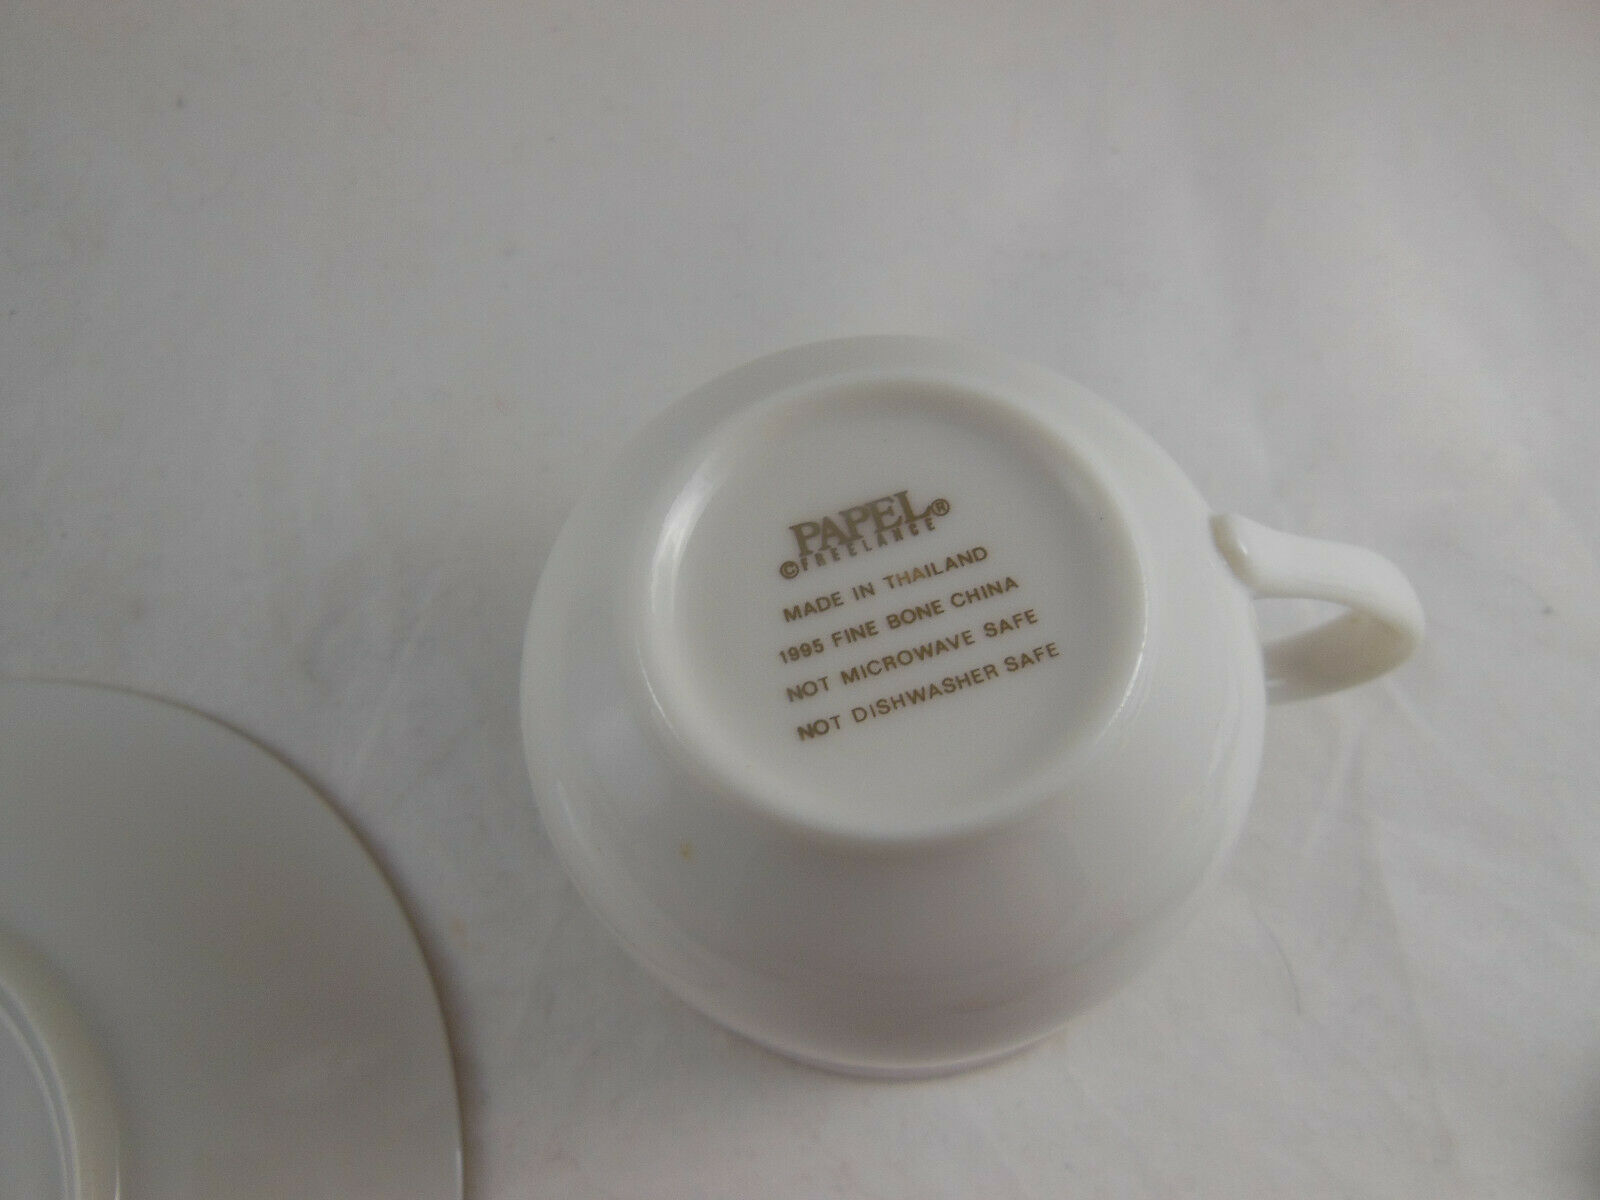 PAPEL®
©FREELANCE
MADE IN THAILAND
1995 FINE BONE CHINA
NOT MICROWAVE SAFE
NOT DISHWASHER SAFE